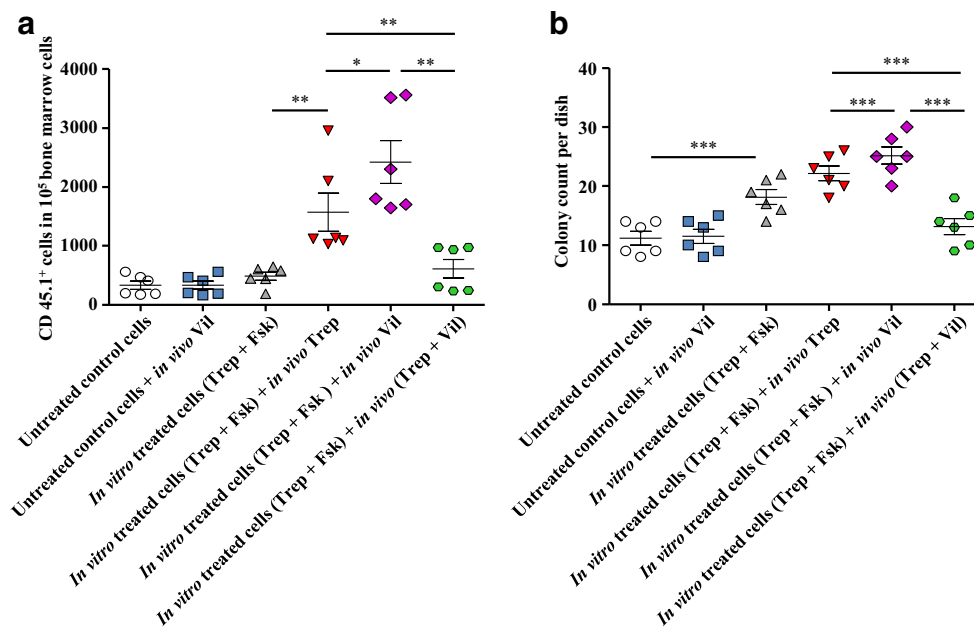 a
CD 45.1⁺ cells in 10⁵ bone marrow cells
4000
3000
2000
1000
0
**
*
**
**
Untreated control cells
Untreated control cells + in vivo Vil
In vitro treated cells (Trep + Fsk)
In vitro treated cells (Trep + Fsk) + in vivo Trep
In vitro treated cells (Trep + Fsk ) + in vivo Vil
In vitro treated cells (Trep + Fsk) + in vivo (Trep + Vil)
b
Colony count per dish
40
30
20
10
0
***
***
***
***
Untreated control cells
Untreated control cells + in vivo Vil
In vitro treated cells (Trep + Fsk)
In vitro treated cells (Trep + Fsk) + in vivo Trep
In vitro treated cells (Trep + Fsk ) + in vivo Vil
In vitro treated cells (Trep + Fsk) + in vivo (Trep + Vil)